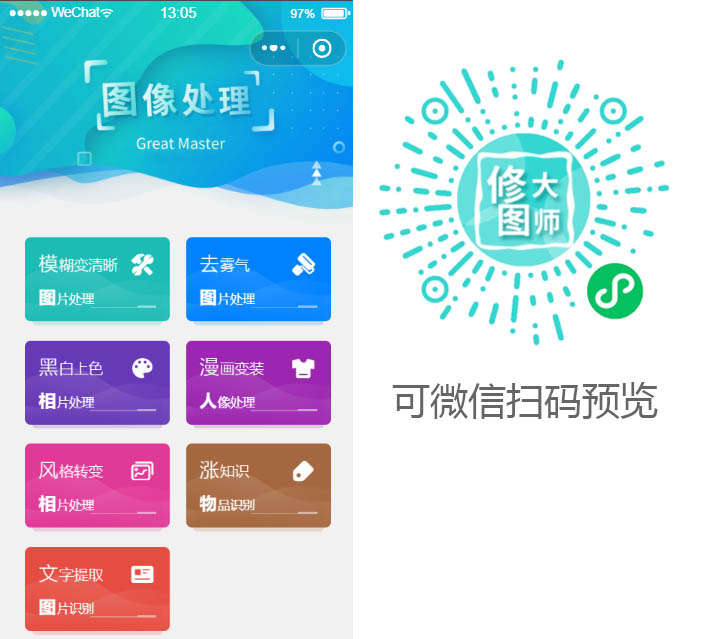 WeChat 13:05 97%
图像处理
Great Master
模糊变清晰
图片处理
去雾气
图片处理
黑白上色
相片处理
漫画变装
人像处理
风格转变
相片处理
涨知识
物品识别
文字提取
图片识别
修图大师
可微信扫码预览